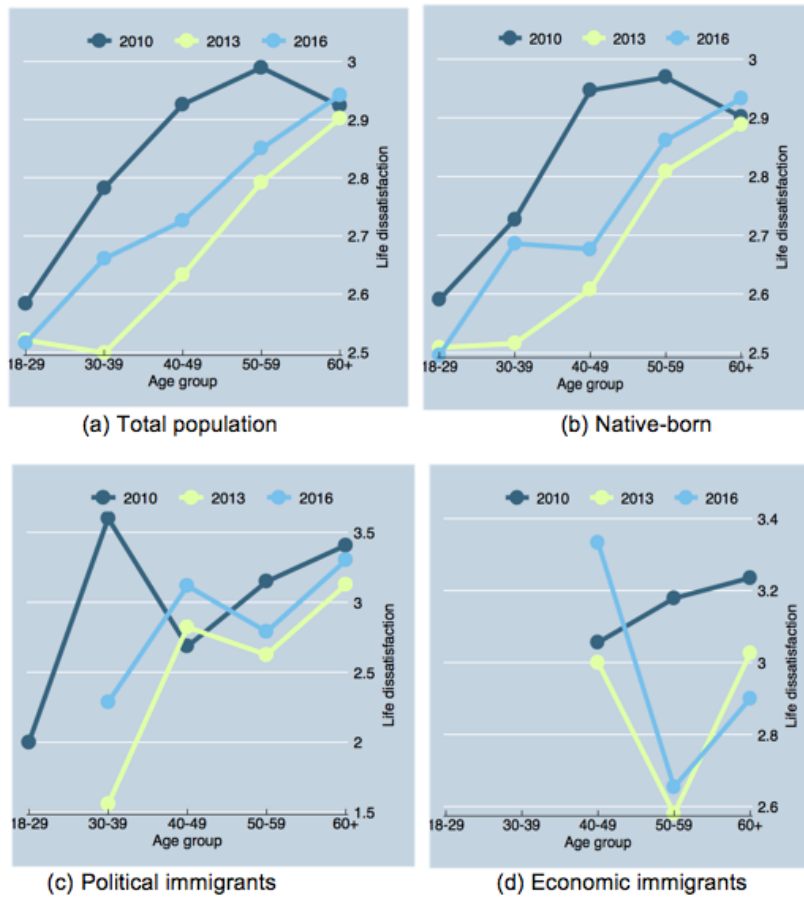 2010 2013 2016
3
2.9
2.8
2.7
2.6
2.5
Life dissatisfaction
18-29 30-39 40-49 50-59 60+
Age group
(a) Total population
2010 2013 2016
3
2.9
2.8
2.7
2.6
2.5
Life dissatisfaction
18-29 30-39 40-49 50-59 60+
Age group
(b) Native-born
2010 2013 2016
3.5
3
2.5
2
1.5
Life dissatisfaction
18-29 30-39 40-49 50-59 60+
Age group
(c) Political immigrants
2010 2013 2016
3.4
3.2
3
2.8
2.6
Life dissatisfaction
18-29 30-39 40-49 50-59 60+
Age group
(d) Economic immigrants